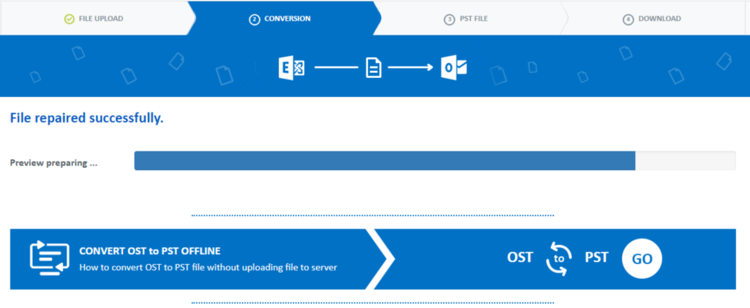 FILE UPLOAD
2 CONVERSION
3 PST FILE
4 DOWNLOAD
E
O
File repaired successfully.
Preview preparing ...
CONVERT OST to PST OFFLINE
How to convert OST to PST file without uploading file to server
OST to PST GO